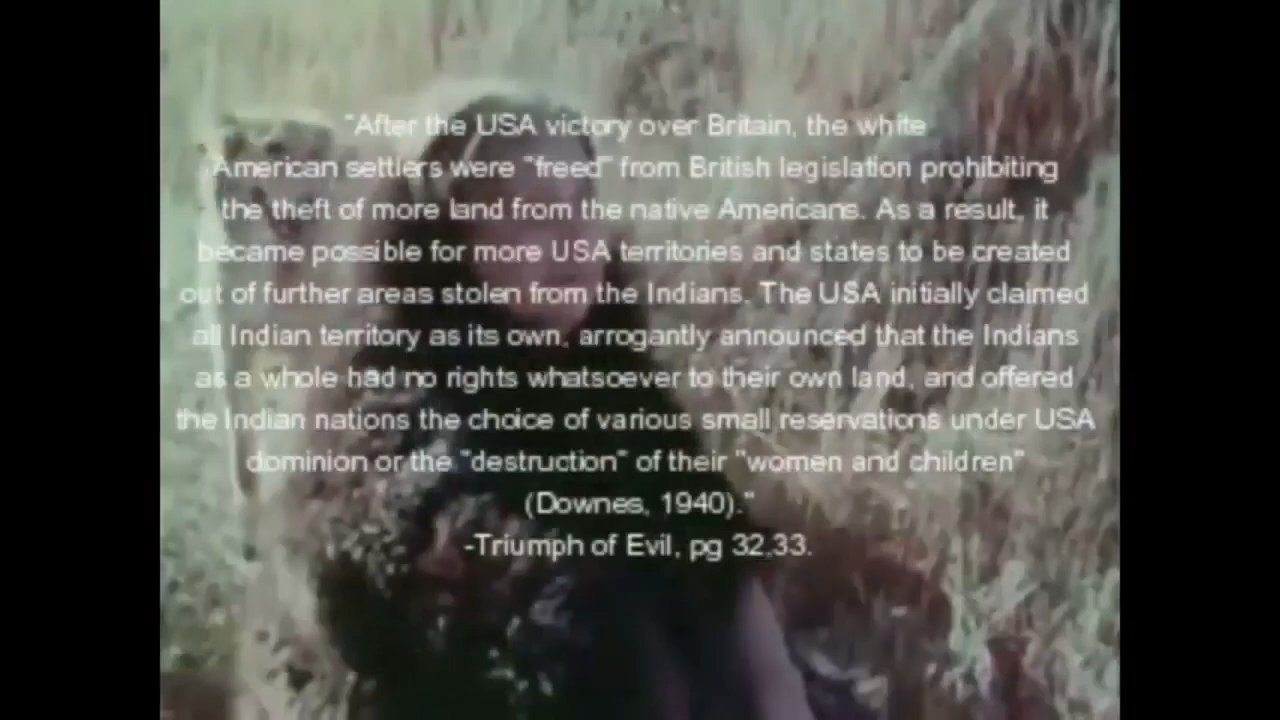 "After the USA victory over Britain, the white
American settlers were "freed" from British legislation prohibiting
the theft of more land from the native Americans. As a result, it
became possible for more USA territories and states to be created
out of further areas stolen from the Indians. The USA initially claimed
all Indian territory as its own, arrogantly announced that the Indians
as a whole had no rights whatsoever to their own land, and offered
the Indian nations the choice of various small reservations under USA
dominion or the "destruction" of their "women and children"
(Downes, 1940)."
-Triumph of Evil, pg 32,33.